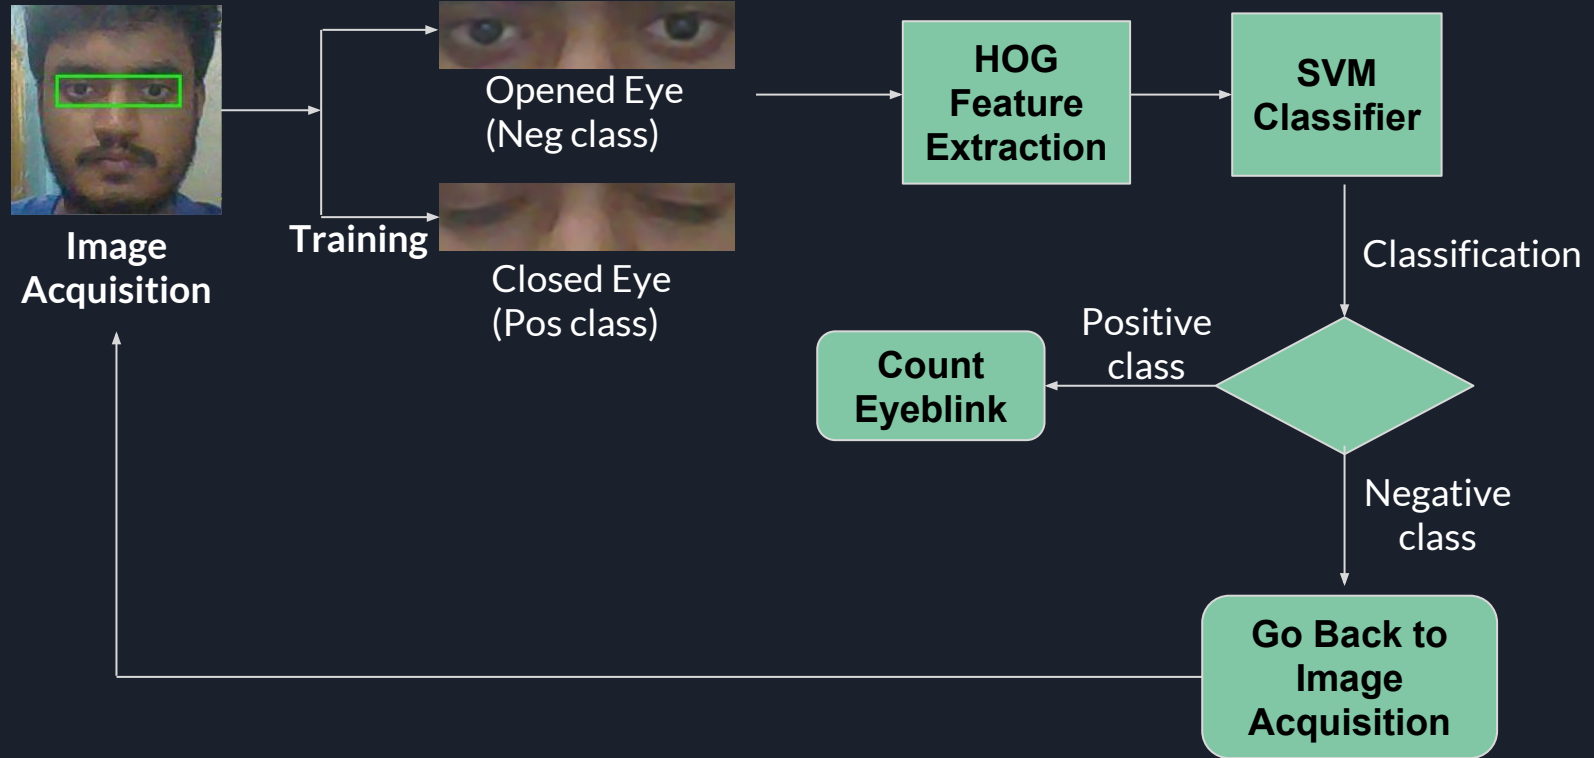 Image
Acquisition
Training
Opened Eye
(Neg class)
Closed Eye
(Pos class)
HOG
Feature
Extraction
SVM
Classifier
Classification
Positive
class
Count
Eyeblink
Negative
class
Go Back to
Image
Acquisition